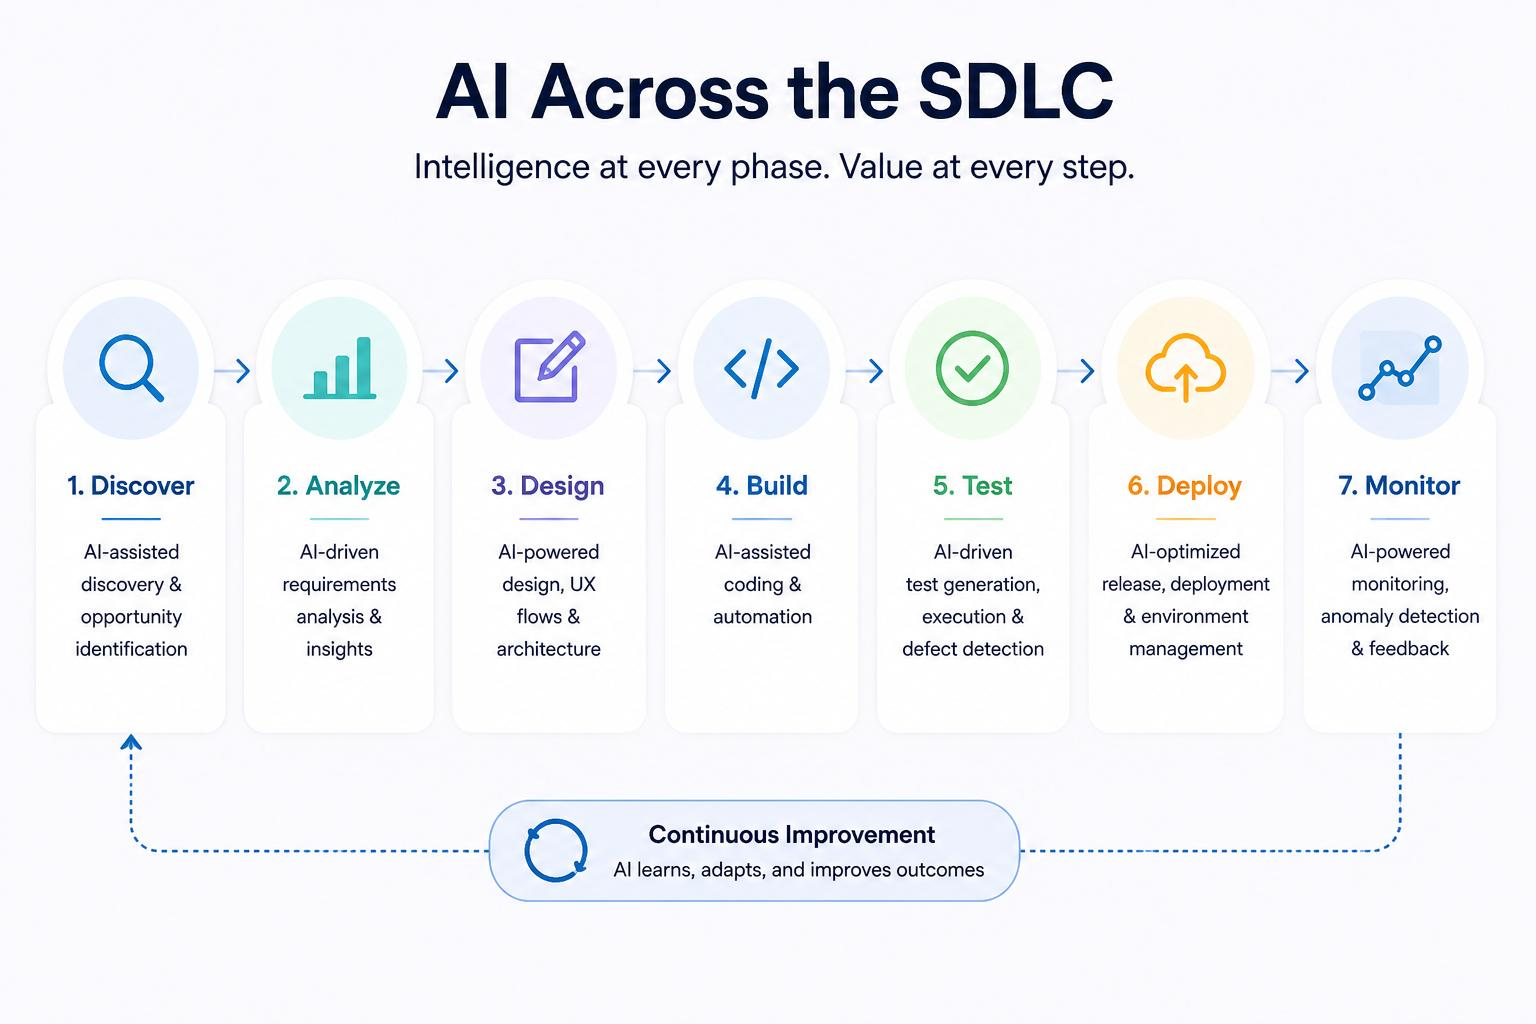 AI Across the SDLC
Intelligence at every phase. Value at every step.
1. Discover
AI-assisted
discovery &
opportunity
identification
2. Analyze
AI-driven
requirements
analysis &
insights
3. Design
AI-powered
design, UX
flows &
architecture
4. Build
AI-assisted
coding &
automation
5. Test
AI-driven
test generation,
execution &
defect detection
6. Deploy
AI-optimized
release, deployment
& environment
management
7. Monitor
AI-powered
monitoring,
anomaly detection
& feedback
Continuous Improvement
AI learns, adapts, and improves outcomes